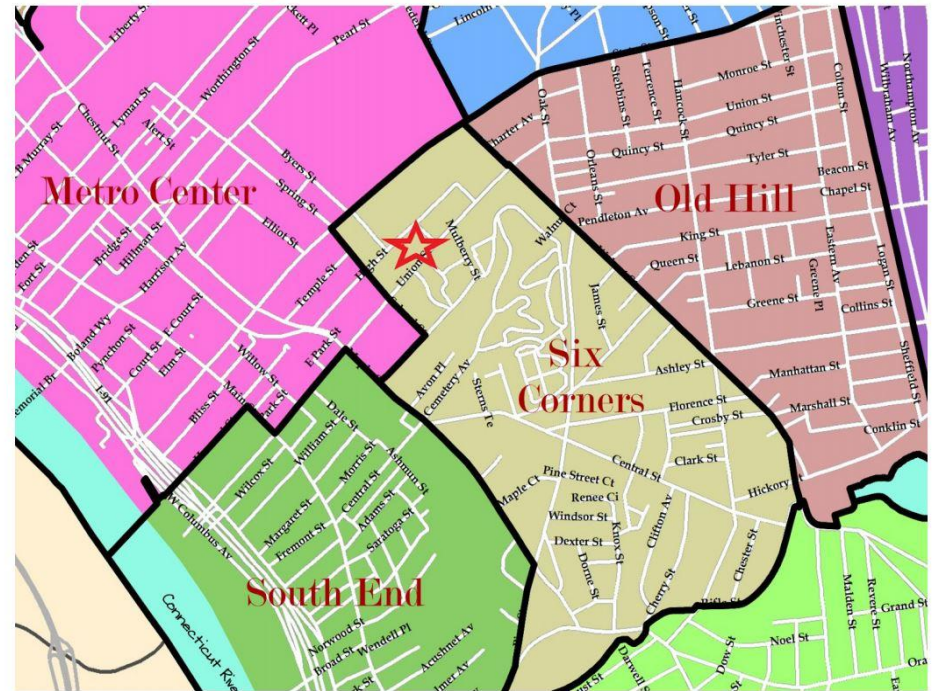 Liberty St
Pearl St
Lincoln
Worthington St
Lyman St
Alert St
Chestnut St
Byers St
Spring St
Metro Center
Elliot St
Bridge St
Hillman St
Harrison Av
Temple St
Fort St
Boland Wy
Pynchon St
Court St
E Court St
Elm St
I-91
Bliss St
Willow St
Main
Park St
E Park St
Mulberry St
Walnut Ct
Oak St
Stebbins St
Terrence St
Hancock St
Monroe St
Union St
Quincy St
Quincy St
Tyler St
Colton St
Wilbraham Av
Northampton Av
Orleans St
Beacon St
Chapel St
Old Hill
Pendleton Av
King St
Queen St
Lebanon St
Greene St
Greene Pl
Eastern Av
Logan St
Collins St
Sheffield St
James St
Six
Corners
Ashley St
Manhattan St
Marshall St
Conklin St
Florence St
Crosby St
Clark St
Central St
Hickory St
Avon Pl
Cemetery Av
Sterns Te
Maple Ct
Pine Street Ct
Renee Ci
Windsor St
Dexter St
Dorne St
Knox St
Clifton Av
Cherry St
Chester St
Rifle St
Dale St
William St
Morris St
Ashmun St
Wilcox St
Central St
Adams St
Margaret St
Fremont St
Saratoga St
W Columbus Av
South End
Connecticut
Norwood St
Broad St
Wendell Pl
Acushnet Av
Malden St
Revere St
Grand St
Noel St
Dow St
Darwell St